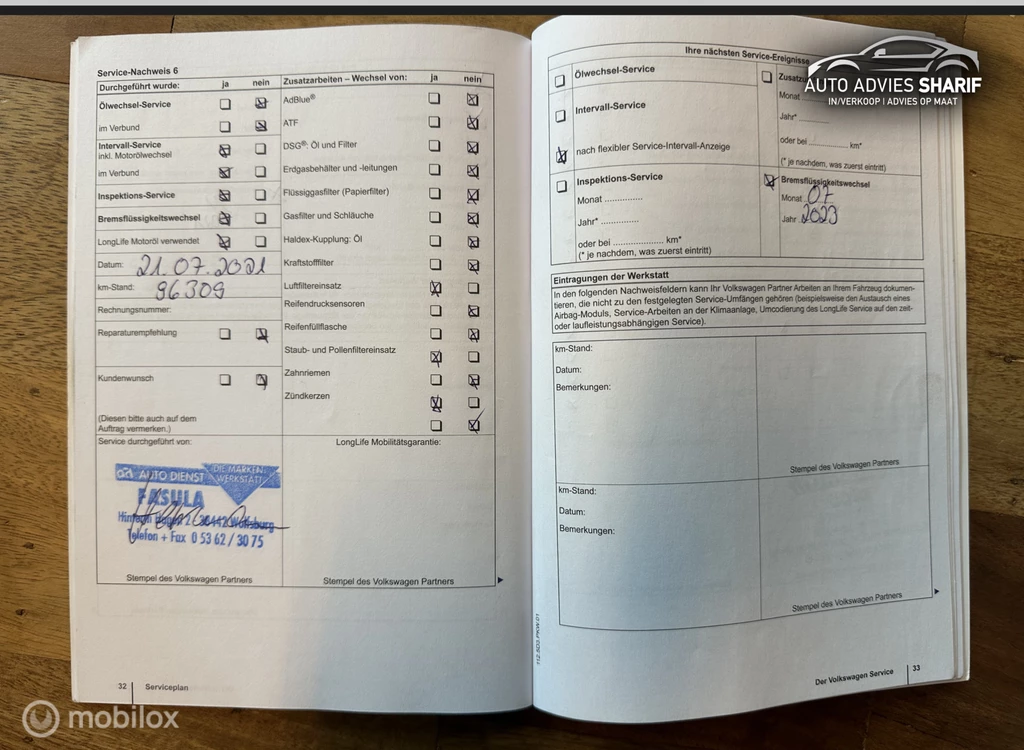 Service-Nachweis 6
Durchgeführt wurde: ja nein
Ölwechsel-Service
im Verbund
Intervall-Service
inkl. Motorölwechsel
im Verbund
Inspektions-Service
Bremsflüssigkeitswechsel
LongLife Motoröl verwendet
Datum: 21.07.2021
km-Stand: 96309
Rechnungsnummer:
Reparaturempfehlung
Kundenwunsch
(Diesen bitte auch auf dem
Auftrag vermerken.)
Zusatzarbeiten – Wechsel von: ja nein
AdBlue®
ATF
DSG®: Öl und Filter
Erdgasbehälter und -leitungen
Flüssiggasfilter (Papierfilter)
Gasfilter und Schläuche
Haldex-Kupplung: Öl
Kraftstofffilter
Luftfiltereinsatz
Reifendrucksensoren
Reifenfüllflasche
Staub- und Pollenfiltereinsatz
Zahnriemen
Zündkerzen
Service durchgeführt von:
ad AUTO DIENST DIE MARKEN-
WERKSTATT
FASULA
38442 Wolfsburg
Telefon + Fax 0 53 62 / 30 75
Stempel des Volkswagen Partners
LongLife Mobilitätsgarantie:
Stempel des Volkswagen Partners
32 Serviceplan
Ihre nächsten Service-Ereignisse
Ölwechsel-Service
Intervall-Service
nach flexibler Service-Intervall-Anzeige
Inspektions-Service
Monat ...............
Jahr* ...............
oder bei .................... km*
(* je nachdem, was zuerst eintritt)
Monat
Jahr*
oder bei .............. km*
(* je nachdem, was zuerst eintritt)
Bremsflüssigkeitswechsel
Monat 07
Jahr 2023
Eintragungen der Werkstatt
In den folgenden Nachweisfeldern kann Ihr Volkswagen Partner Arbeiten an Ihrem Fahrzeug dokumen-
tieren, die nicht zu den festgelegten Service-Umfängen gehören (beispielsweise den Austausch eines
Airbag-Moduls, Service-Arbeiten an der Klimaanlage, Umcodierung des LongLife Service auf den zeit-
oder laufleistungsabhängigen Service).
km-Stand:
Datum:
Bemerkungen:
Stempel des Volkswagen Partners
km-Stand:
Datum:
Bemerkungen:
Stempel des Volkswagen Partners
112.5DG.PKW.01
Der Volkswagen Service 33
AUTO ADVIES SHARIF
IN/VERKOOP | ADVIES OP MAAT
mobilox